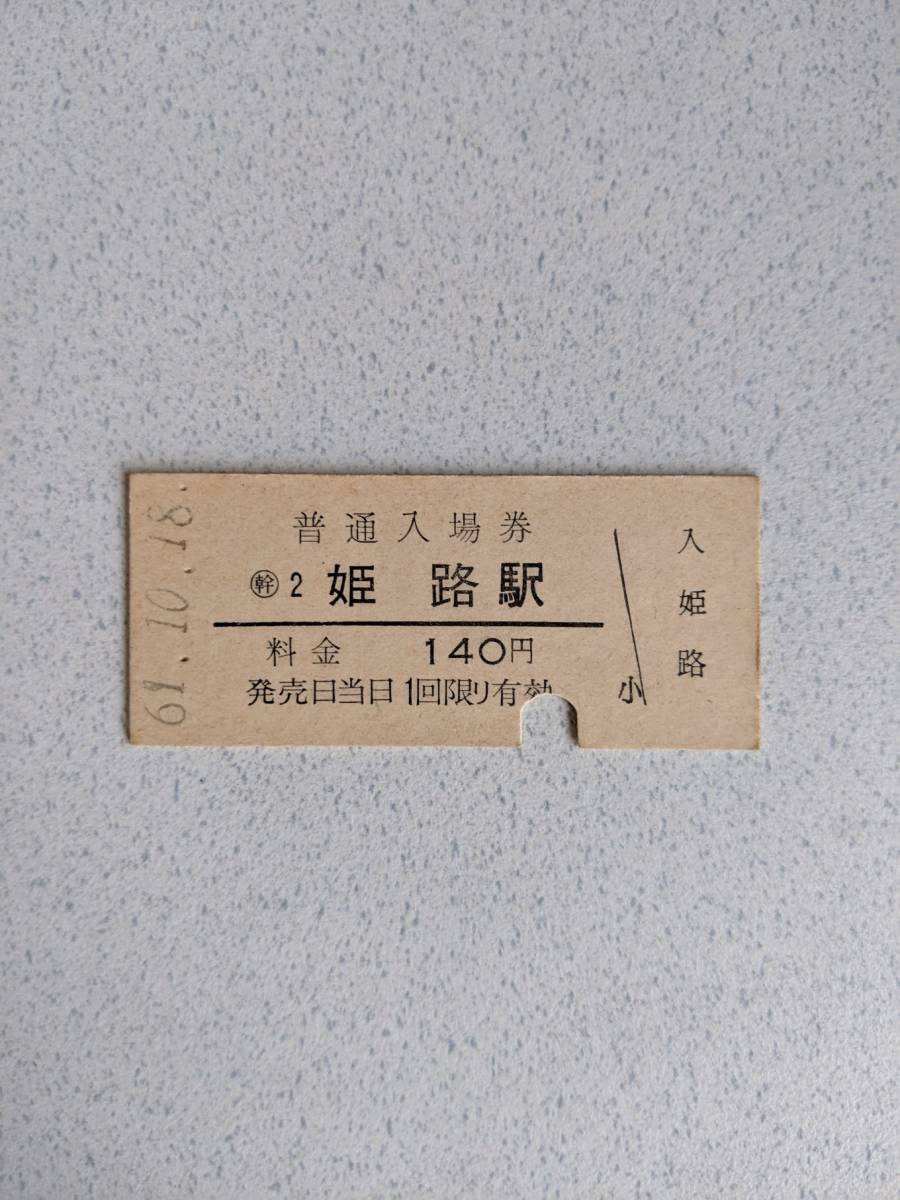 61.10.18.
普通入場券
㊩2 姫路駅
料金 140円
発売日当日1回限り有効
小
入姫路